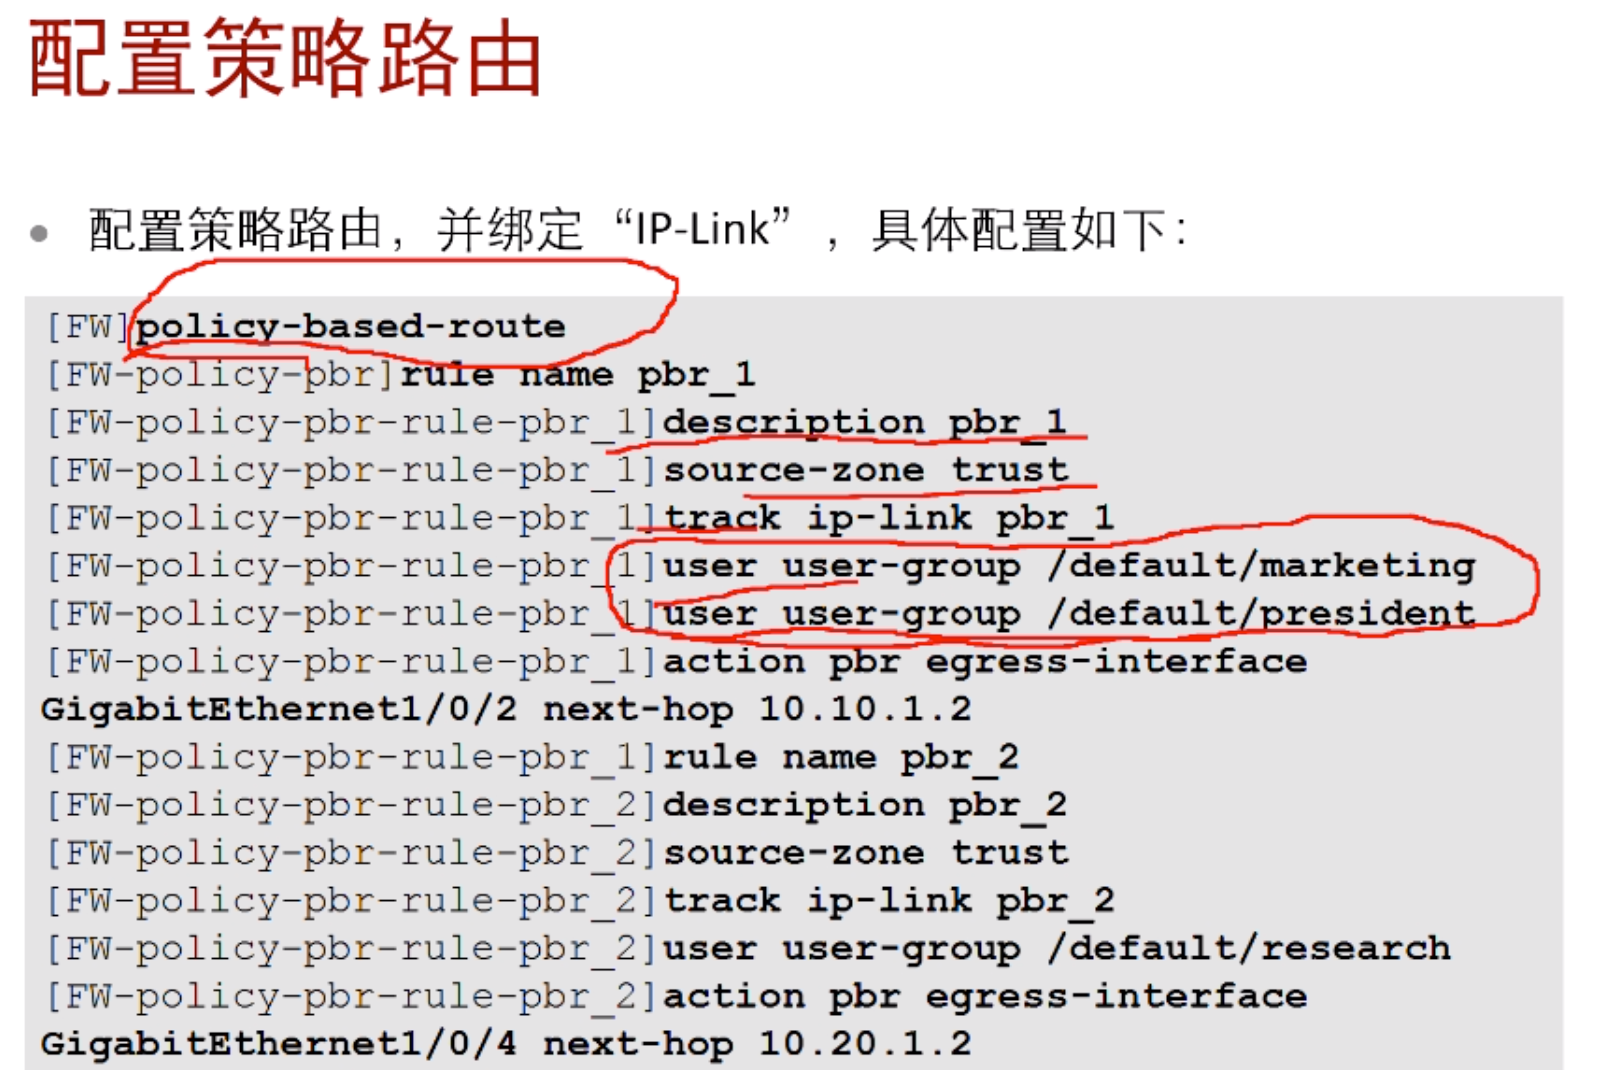 配置策略路由
配置策略路由，并绑定“IP-Link”，具体配置如下：
[FW]policy-based-route
[FW-policy-pbr]rule name pbr_1
[FW-policy-pbr-rule-pbr_1]description pbr_1
[FW-policy-pbr-rule-pbr_1]source-zone trust
[FW-policy-pbr-rule-pbr_1]track ip-link pbr_1
[FW-policy-pbr-rule-pbr_1]user user-group /default/marketing
[FW-policy-pbr-rule-pbr_1]user user-group /default/president
[FW-policy-pbr-rule-pbr_1]action pbr egress-interface
GigabitEthernet1/0/2 next-hop 10.10.1.2
[FW-policy-pbr-rule-pbr_1]rule name pbr_2
[FW-policy-pbr-rule-pbr_2]description pbr_2
[FW-policy-pbr-rule-pbr_2]source-zone trust
[FW-policy-pbr-rule-pbr_2]track ip-link pbr_2
[FW-policy-pbr-rule-pbr_2]user user-group /default/research
[FW-policy-pbr-rule-pbr_2]action pbr egress-interface
GigabitEthernet1/0/4 next-hop 10.20.1.2